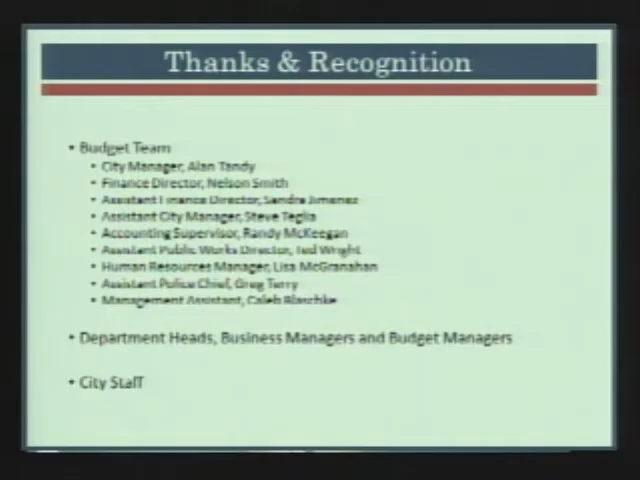 Thanks & Recognition
• Budget Team
• City Manager, Alan Tandy
• Finance Director, Nelson Smith
• Assistant Finance Director, Sandra Jimenez
• Assistant City Manager, Steve Teglia
• Accounting Supervisor, Randy McKeegan
• Assistant Public Works Director, Ted Wright
• Human Resources Manager, Lisa McGranahan
• Assistant Police Chief, Greg Terry
• Management Assistant, Caleb Blaschke
• Department Heads, Business Managers and Budget Managers
• City Staff